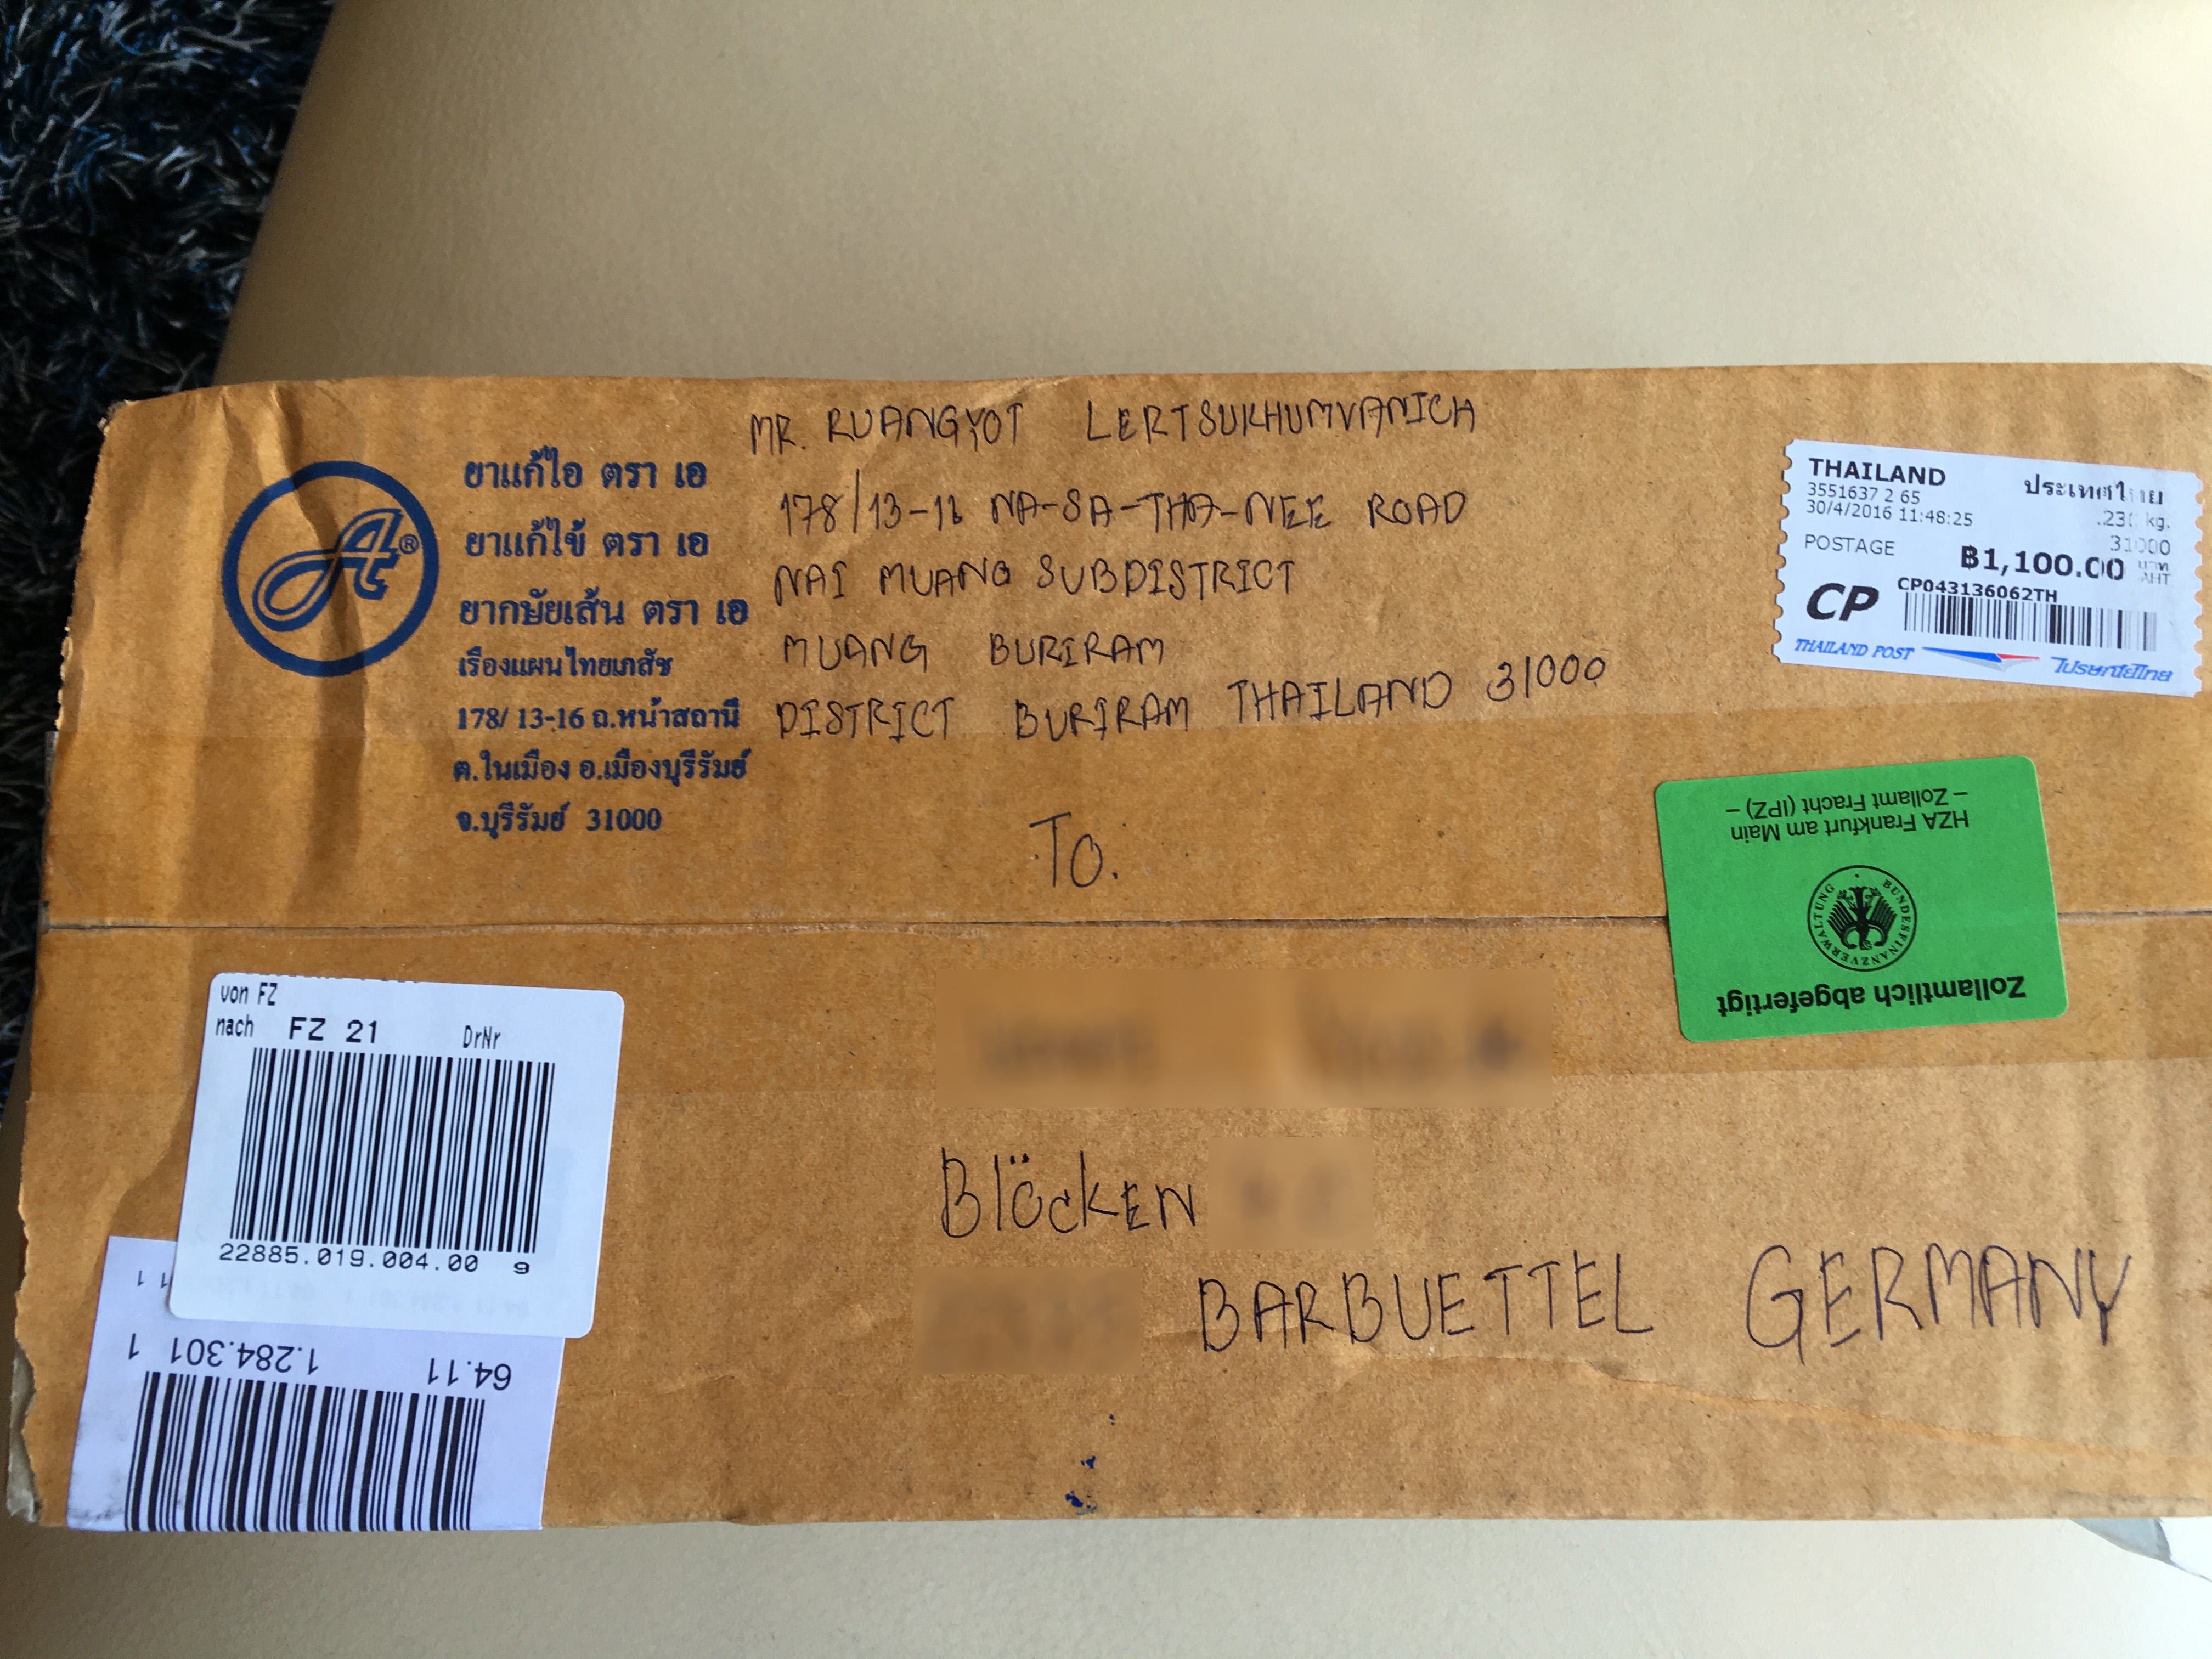 MR. RUANGYOT LERTSUKHUMVANICH
178/13-16 NA-SA-THA-NEE ROAD
NAI MUANG SUBDISTRICT
MUANG BURIRAM
DISTRICT BURIRAM THAILAND 31000
A®
ยาแก้ไอ ตรา เอ
ยาแก้ไข้ ตรา เอ
ยากษัยเส้น ตรา เอ
เรืองแผนไทยเภสัช
178/ 13-16 ถ.หน้าสถานี
ต.ในเมือง อ.เมืองบุรีรัมย์
จ.บุรีรัมย์ 31000
THAILAND ประเทศไทย
3551637 2 65
30/4/2016 11:48:25 kg.
31000
POSTAGE ฿1,100.00
CP CP043136062TH
THAILAND POST ไปรษณีย์ไทย
To.
Blöcken
BARBUETTEL GERMANY
Zollamtlich abgefertigt
BUNDESFINANZVERWALTUNG
HZA Frankfurt am Main
– Zollamt Fracht (IPZ) –
von FZ
nach FZ 21 DrNr
22885.019.004.00 9
64.11 1.284.301 1